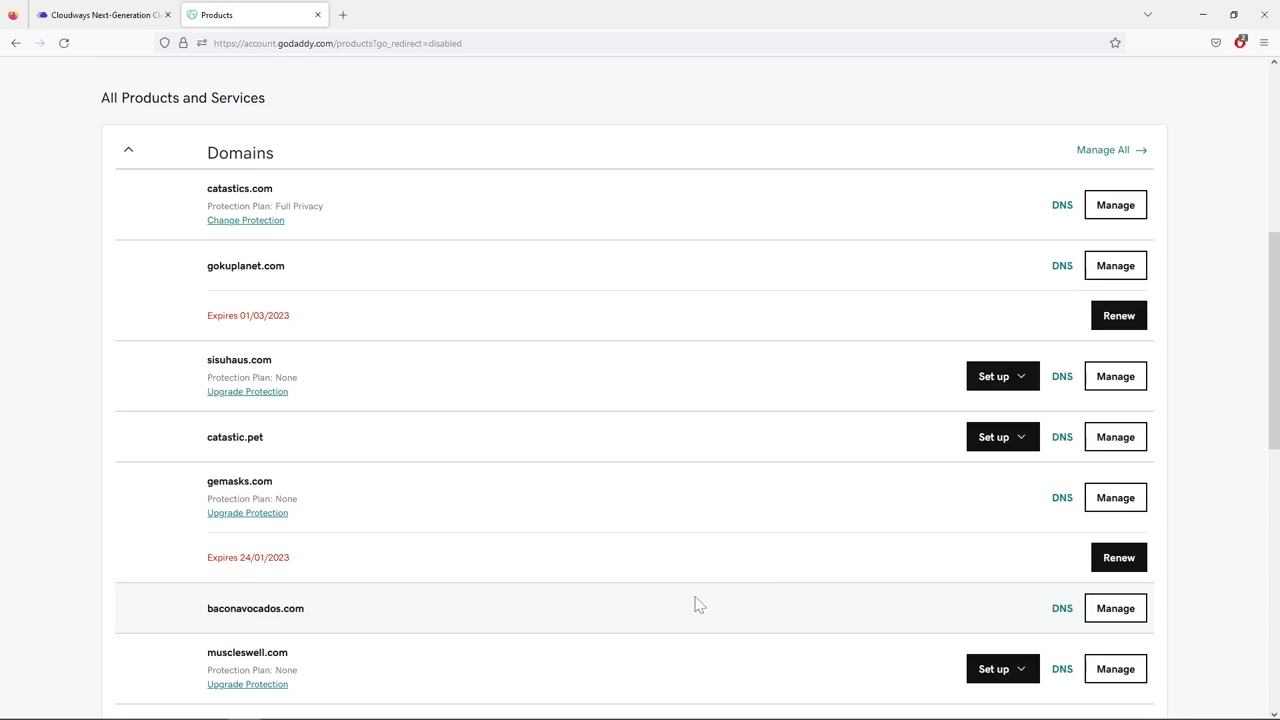 Cloudways Next-Generation Cl
Products
https://account.godaddy.com/products?go_redirect=disabled
2
All Products and Services
Domains
Manage All →
catastics.com
Protection Plan: Full Privacy
Change Protection
DNS
Manage
gokuplanet.com
DNS
Manage
Expires 01/03/2023
Renew
sisuhaus.com
Protection Plan: None
Upgrade Protection
Set up
DNS
Manage
catastic.pet
Set up
DNS
Manage
gemasks.com
Protection Plan: None
Upgrade Protection
DNS
Manage
Expires 24/01/2023
Renew
baconavocados.com
DNS
Manage
muscleswell.com
Protection Plan: None
Upgrade Protection
Set up
DNS
Manage